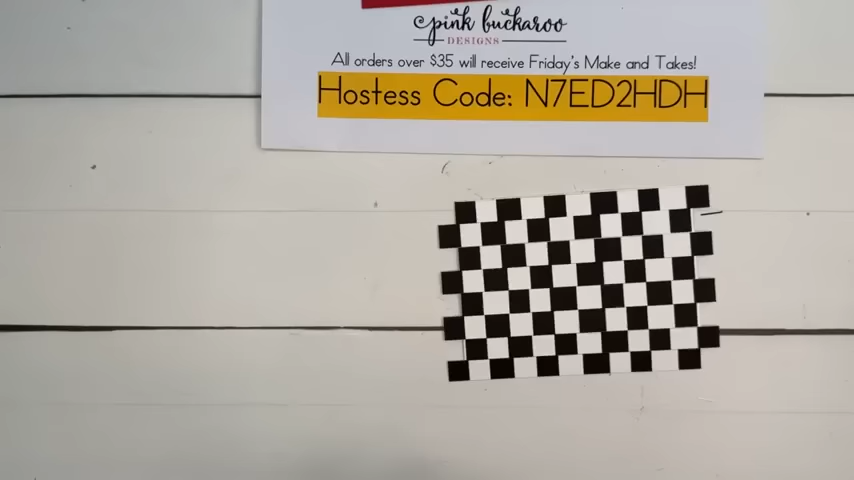 pink buckaroo
DESIGNS
All orders over $35 will receive Friday's Make and Takes!
Hostess Code: N7ED2HDH